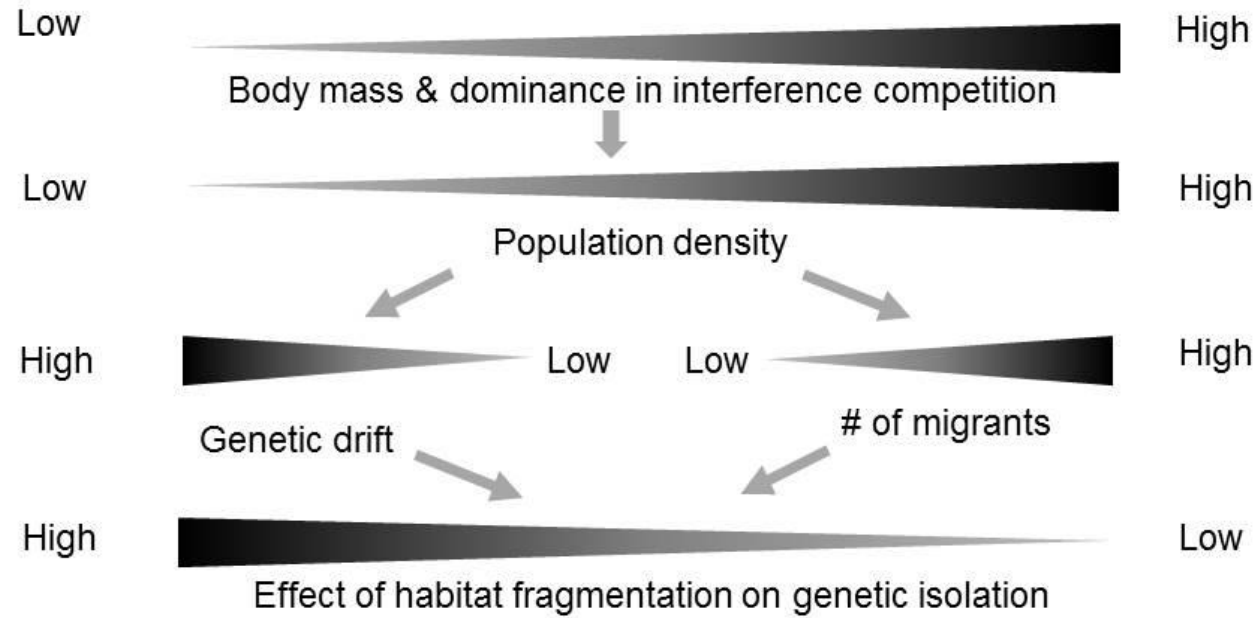 Low High
Body mass & dominance in interference competition
Low High
Population density
High Low Low High
Genetic drift # of migrants
High Low
Effect of habitat fragmentation on genetic isolation